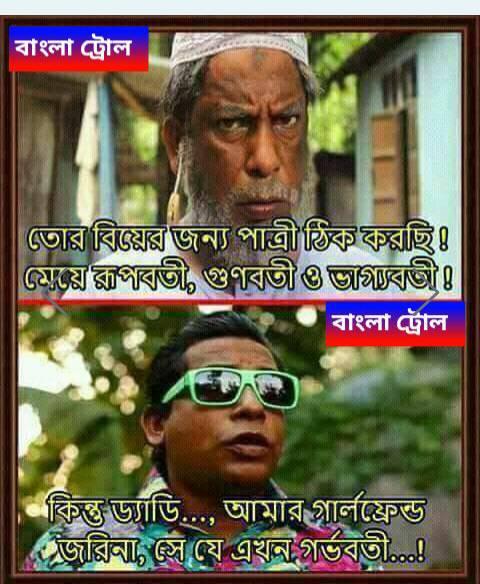 বাংলা ট্রোল
তোর বিয়ের জন্য পাত্রী ঠিক করছি!
মেয়ে রূপবতী, গুণবতী ও ভাগ্যবতী!
বাংলা ট্রোল
কিন্তু ড্যাডি..., আমার গার্লফ্রেন্ড
জরিনা, সে যে এখন গর্ভবতী...!